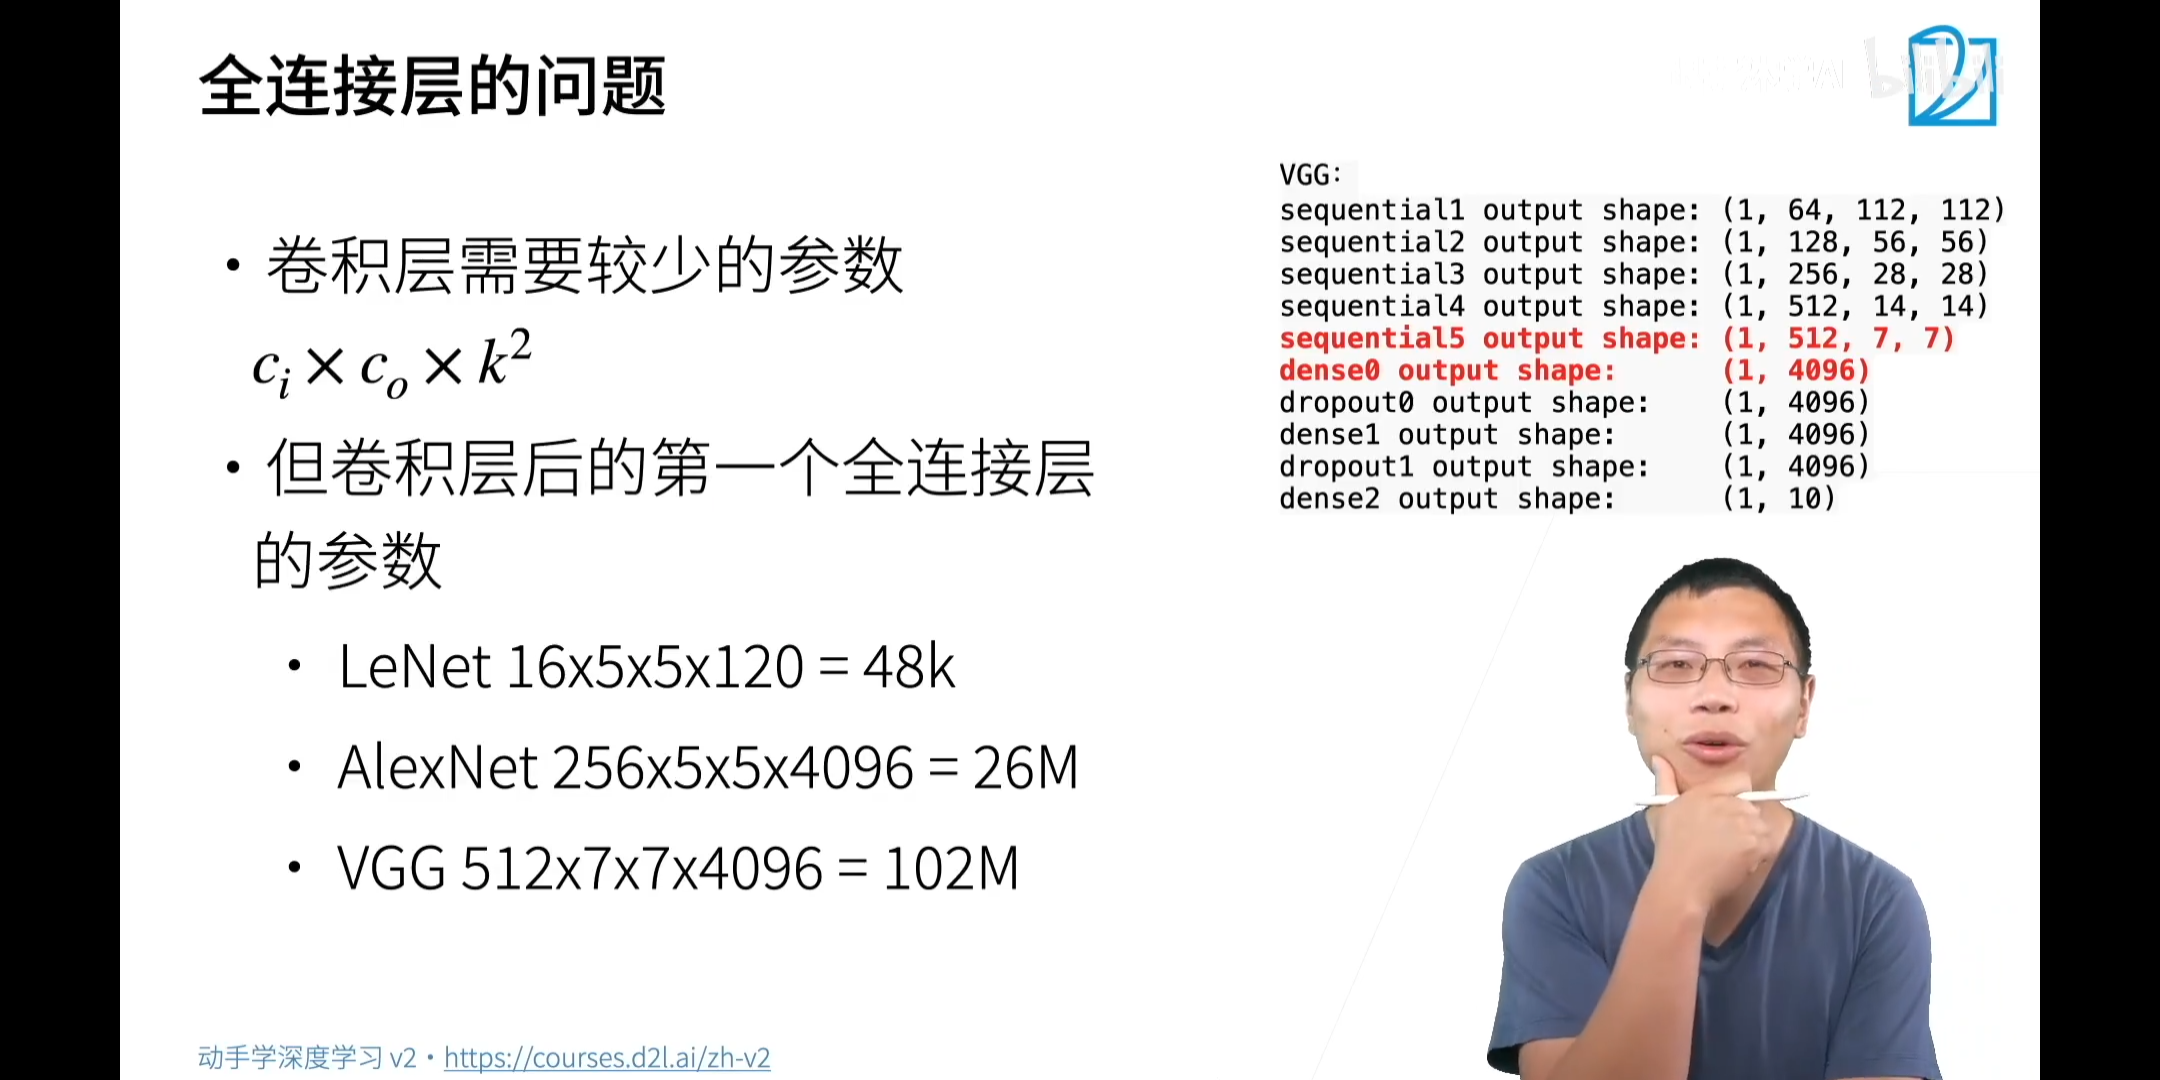 全连接层的问题
• 卷积层需要较少的参数
cᵢ × cₒ × k²
• 但卷积层后的第一个全连接层
的参数
• LeNet 16x5x5x120 = 48k
• AlexNet 256x5x5x4096 = 26M
• VGG 512x7x7x4096 = 102M
VGG:
sequential1 output shape: (1, 64, 112, 112)
sequential2 output shape: (1, 128, 56, 56)
sequential3 output shape: (1, 256, 28, 28)
sequential4 output shape: (1, 512, 14, 14)
sequential5 output shape: (1, 512, 7, 7)
dense0 output shape: (1, 4096)
dropout0 output shape: (1, 4096)
dense1 output shape: (1, 4096)
dropout1 output shape: (1, 4096)
dense2 output shape: (1, 10)
动手学深度学习 v2 • https://courses.d2l.ai/zh-v2